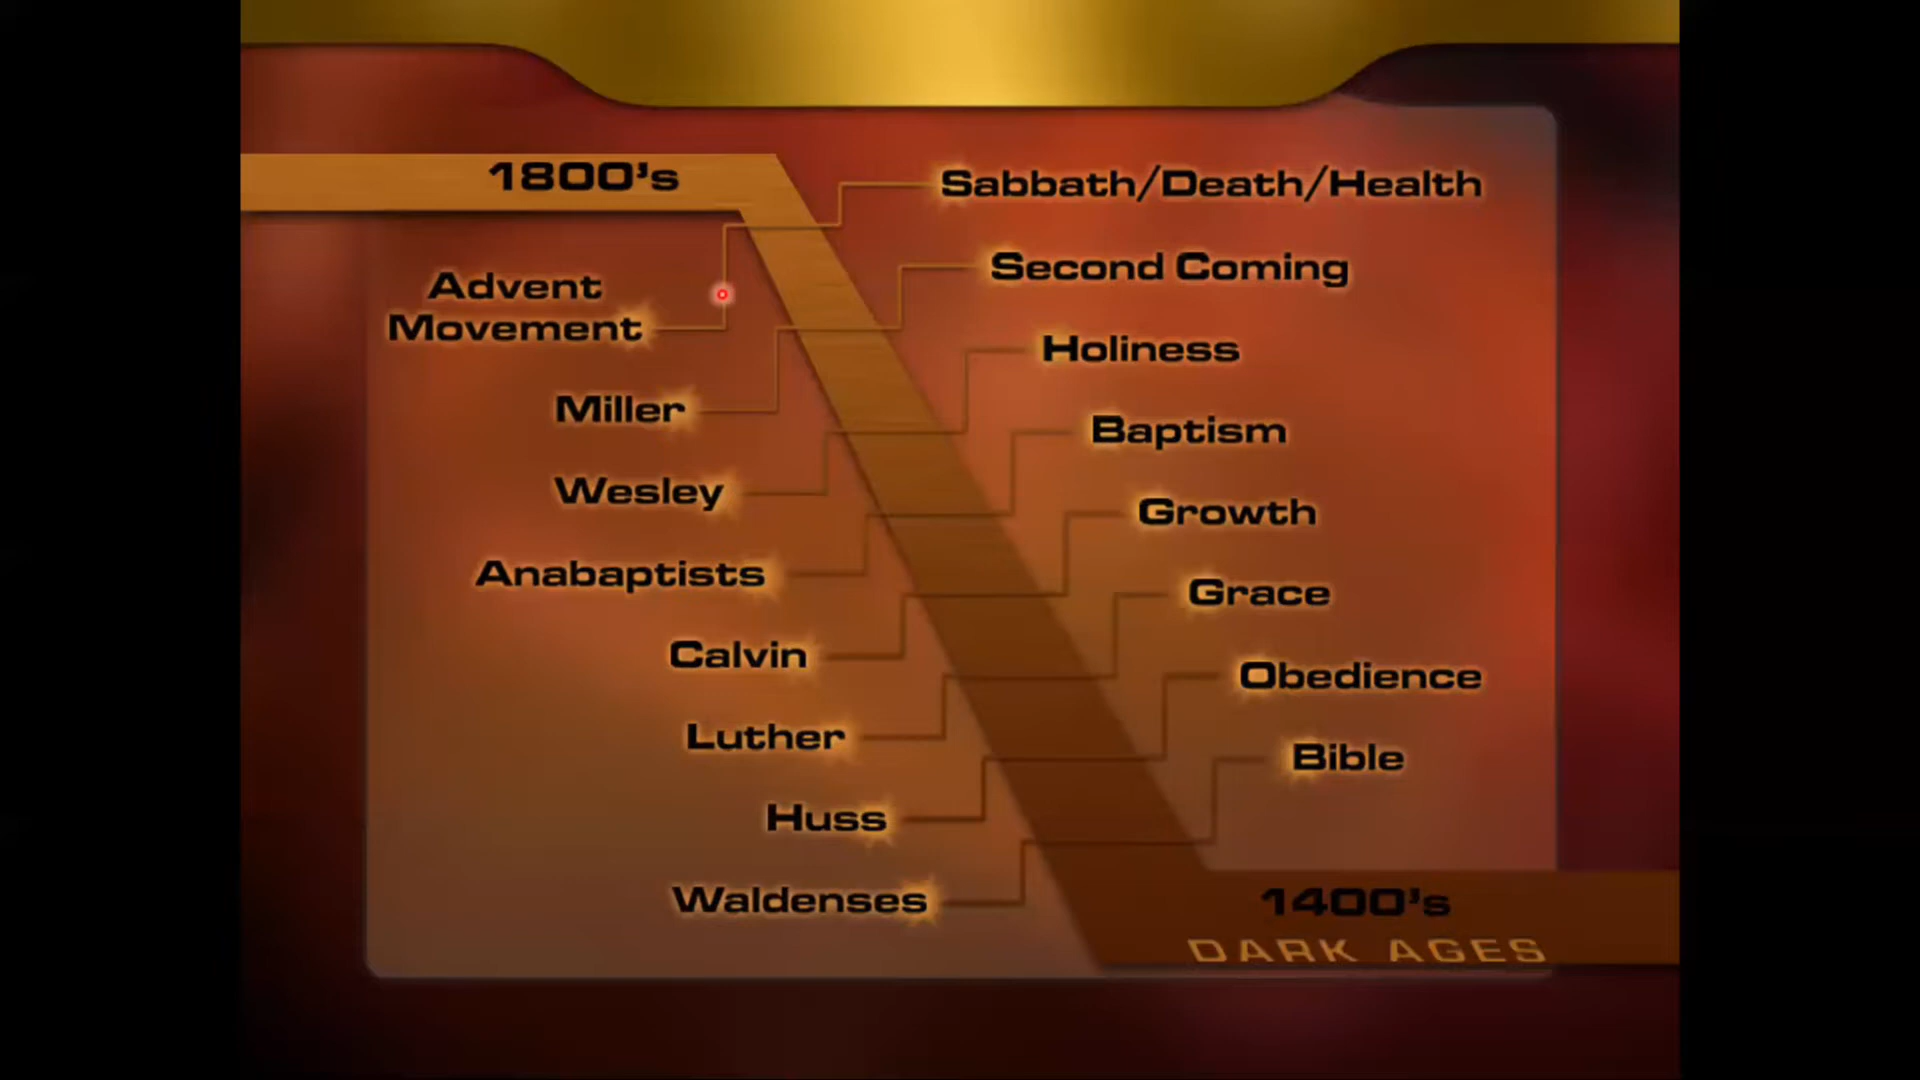 1800's
Sabbath/Death/Health
Advent
Movement
Second Coming
Miller
Holiness
Wesley
Baptism
Anabaptists
Growth
Calvin
Grace
Luther
Obedience
Huss
Bible
Waldenses
1400's
DARK AGES